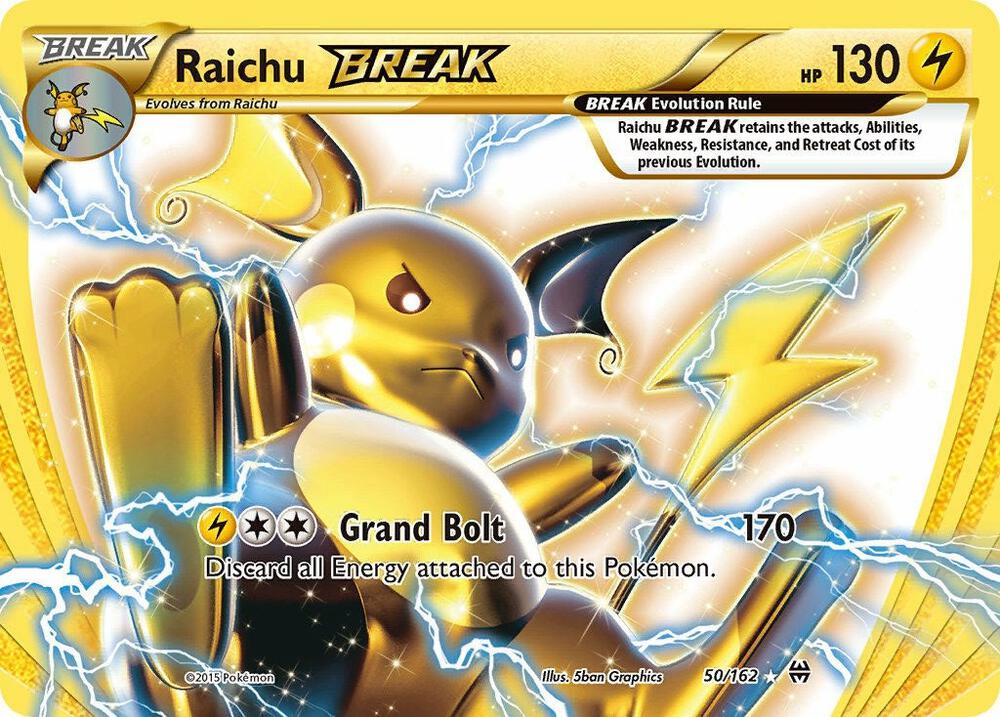 BREAK
Raichu BREAK
HP 130
Evolves from Raichu
BREAK Evolution Rule
Raichu BREAK retains the attacks, Abilities,
Weakness, Resistance, and Retreat Cost of its
previous Evolution.
Grand Bolt 170
Discard all Energy attached to this Pokémon.
©2015 Pokémon
Illus. 5ban Graphics
50/162